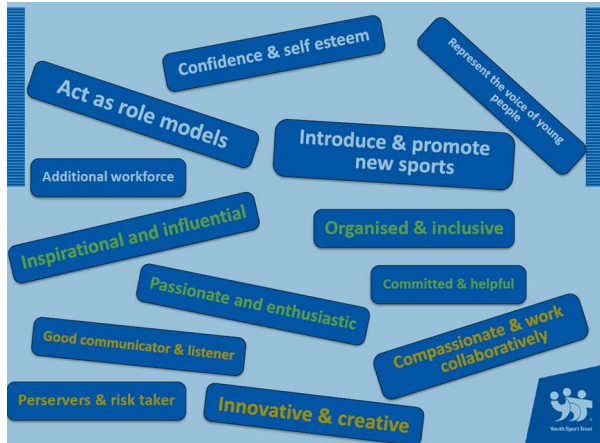 Confidence & self esteem
Represent the voice of young
people
Act as role models
Introduce & promote
new sports
Additional workforce
Inspirational and influential
Organised & inclusive
Passionate and enthusiastic
Committed & helpful
Good communicator & listener
Compassionate & work
collaboratively
Perservers & risk taker
Innovative & creative
Youth Sport Trust